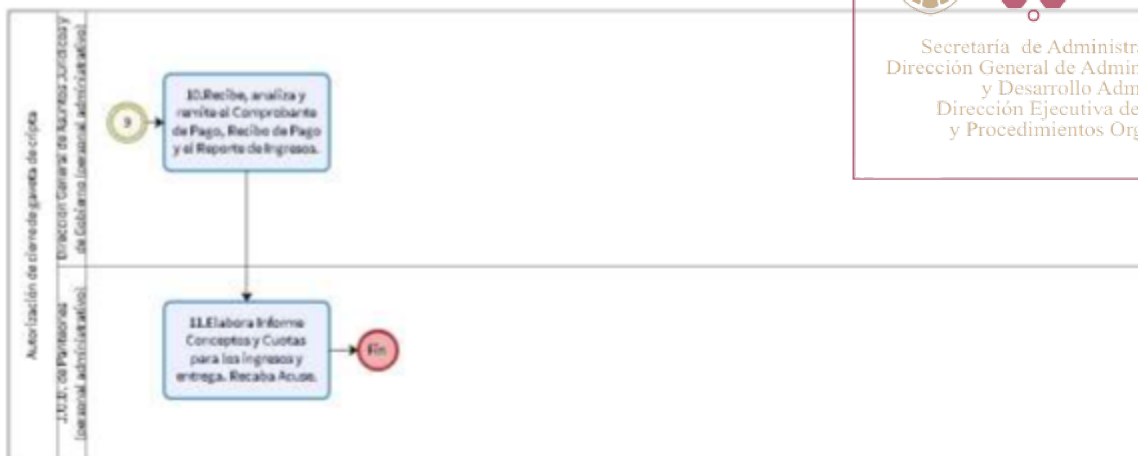 Secretaría de Administr
Dirección General de Admin
y Desarrollo Adm
Dirección Ejecutiva de
y Procedimientos Org
Autorización de cierre de gaveta de cripta
Dirección General de Asuntos Jurídicos y
de Gobierno (personal administrativo)
9
10.Recibe, analiza y
remite el Comprobante
de Pago, Recibo de Pago
y el Reporte de Ingresos.
J.U.D. de Panteones
(personal administrativo)
11.Elabora Informe
Conceptos y Cuotas
para los ingresos y
entrega. Recaba Acuse.
Fin